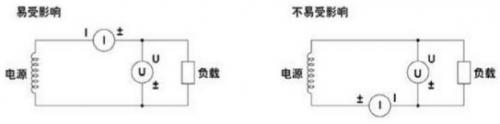 易受影响
I I ±
U
电源 U 负载
±
不易受影响
U
电源 U 负载
±
± I I